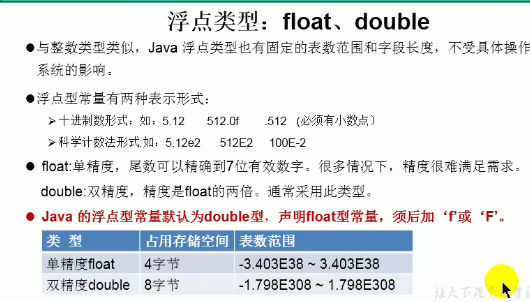 浮点类型：float、double
●与整数类型类似，Java 浮点类型也有固定的表数范围和字段长度，不受具体操作
系统的影响。
●浮点型常量有两种表示形式：
➢十进制数形式：如：5.12 512.0f .512 (必须有小数点）
➢科学计数法形式:如：5.12e2 512E2 100E-2
● float:单精度，尾数可以精确到7位有效数字。很多情况下，精度很难满足需求。
double:双精度，精度是float的两倍。通常采用此类型。
● Java 的浮点型常量默认为double型，声明float型常量，须后加‘f’或‘F’。
类 型 占用存储空间 表数范围
单精度float 4字节 -3.403E38 ~ 3.403E38
双精度double 8字节 -1.798E308 ~ 1.798E308
让天下没